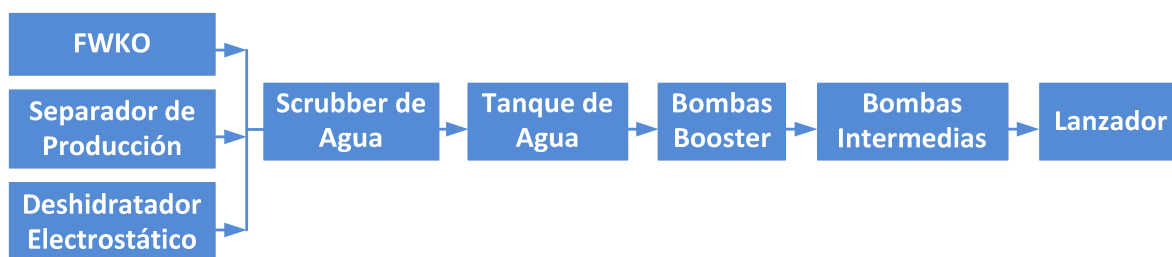 FWKO
Separador de
Producción
Deshidratador
Electrostático
Scrubber de
Agua
Tanque de
Agua
Bombas
Booster
Bombas
Intermedias
Lanzador